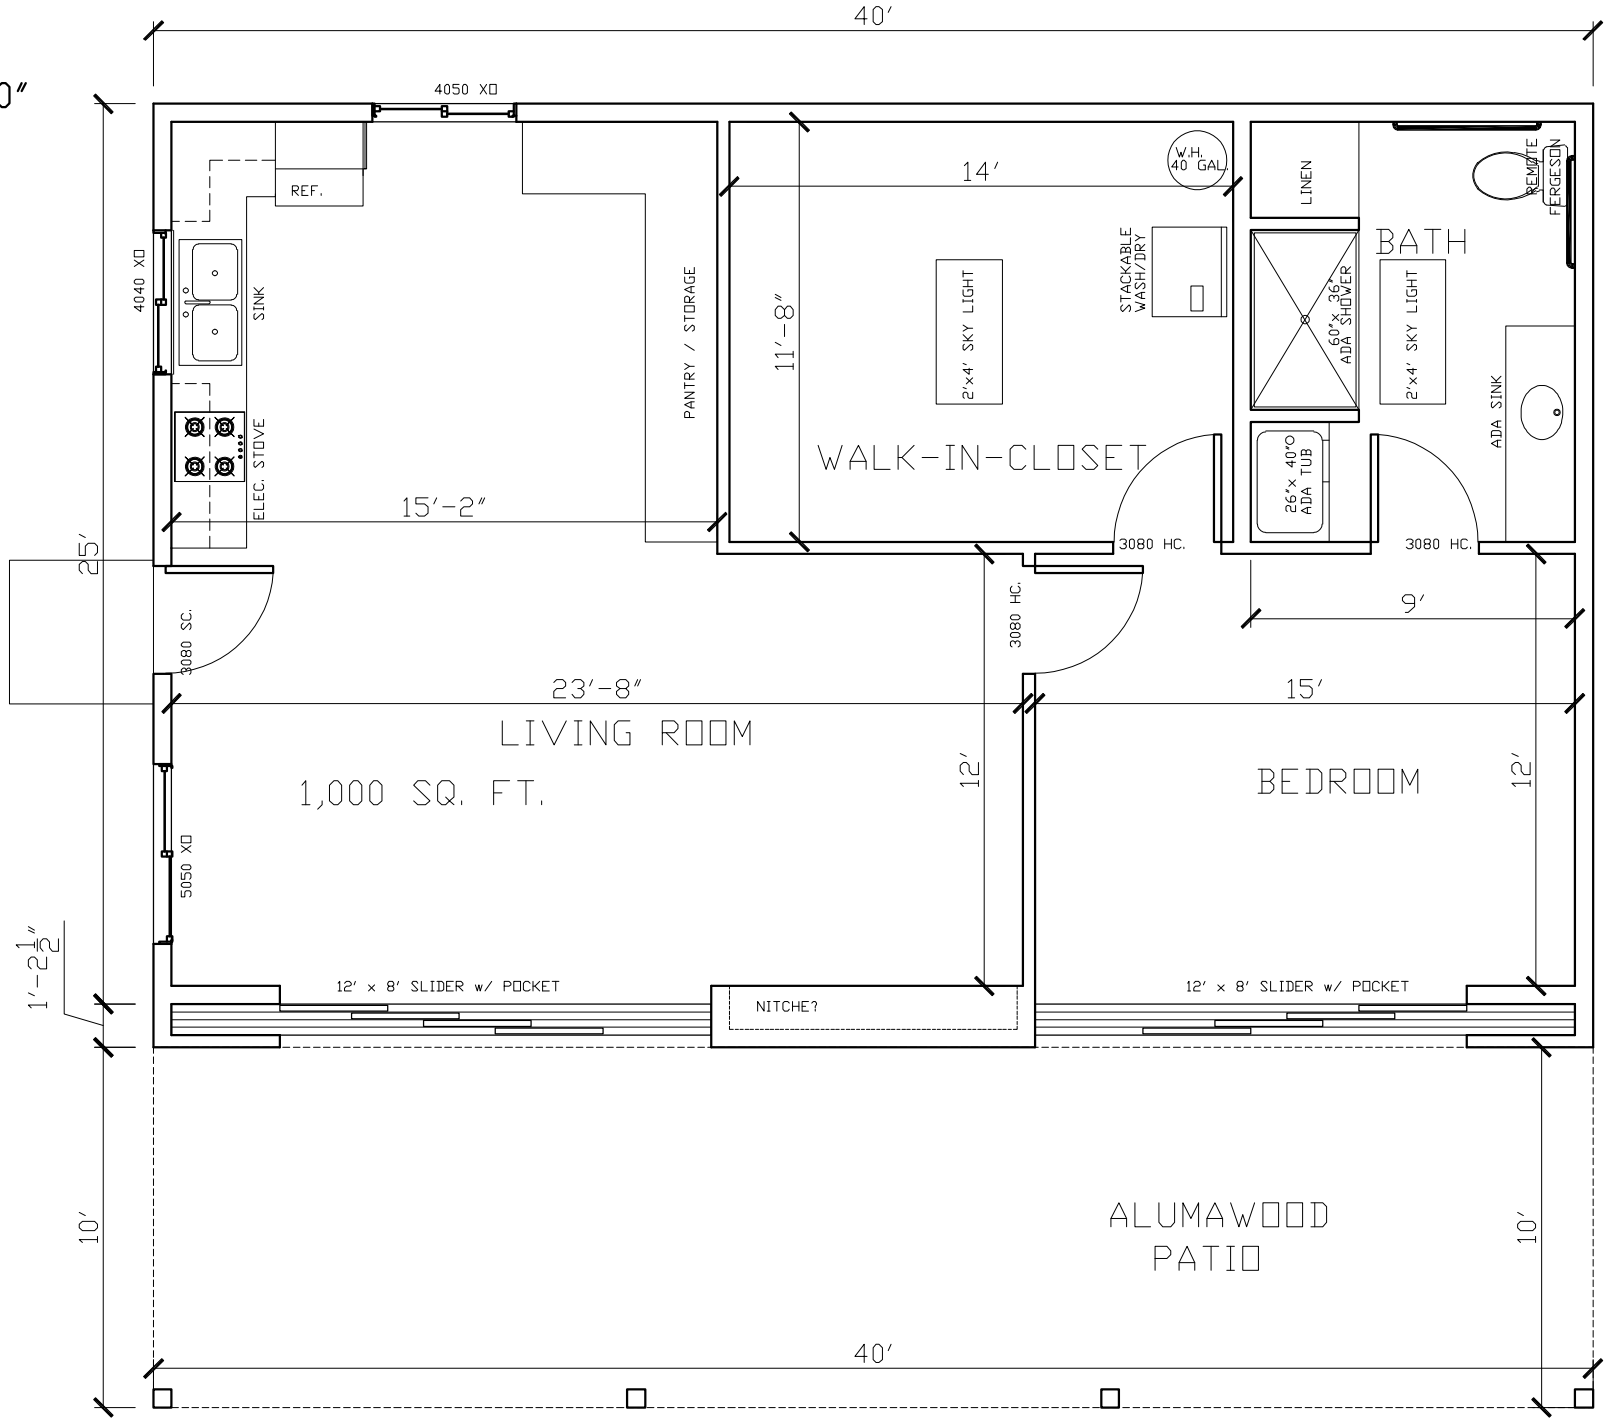 40'
0"
4050 XO
W.H.
40 GAL.
14'
REF.
LINEN
REMOTE
FERGESON
BATH
4040 XO
SINK
PANTRY / STORAGE
11'-8"
2'x4' SKY LIGHT
STACKABLE
WASH/DRY
60"x 36"
ADA SHOWER
2'x4' SKY LIGHT
ADA SINK
ELEC. STOVE
WALK-IN-CLOSET
26"x 40"
ADA TUB
15'-2"
25'
3080 HC.
3080 HC.
3080 SC.
3080 HC.
9'
23'-8"
15'
LIVING ROOM
12'
12'
BEDROOM
1,000 SQ. FT.
5050 XO
1'-2 1/2"
12' x 8' SLIDER w/ POCKET
12' x 8' SLIDER w/ POCKET
NITCHE?
10'
10'
ALUMAWOOD
PATIO
40'